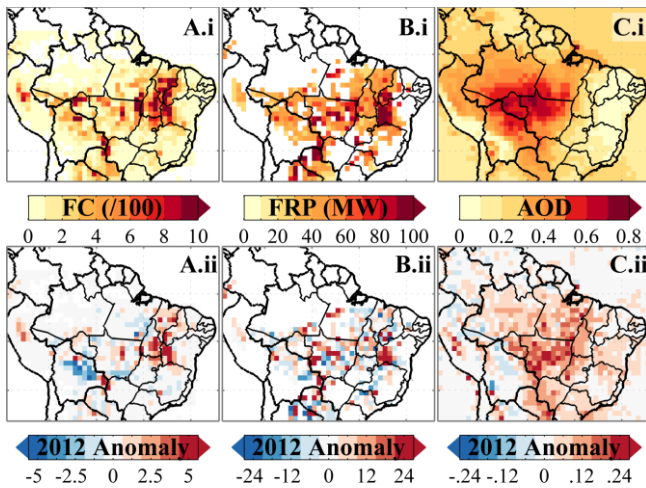 A.i B.i C.i
FC (/100) FRP (MW) AOD
0 2 4 6 8 10 0 20 40 60 80 100 0 0.2 0.4 0.6 0.8
A.ii B.ii C.ii
2012 Anomaly 2012 Anomaly 2012 Anomaly
-5 -2.5 0 2.5 5 -24 -12 0 12 24 -.24 -.12 0 .12 .24